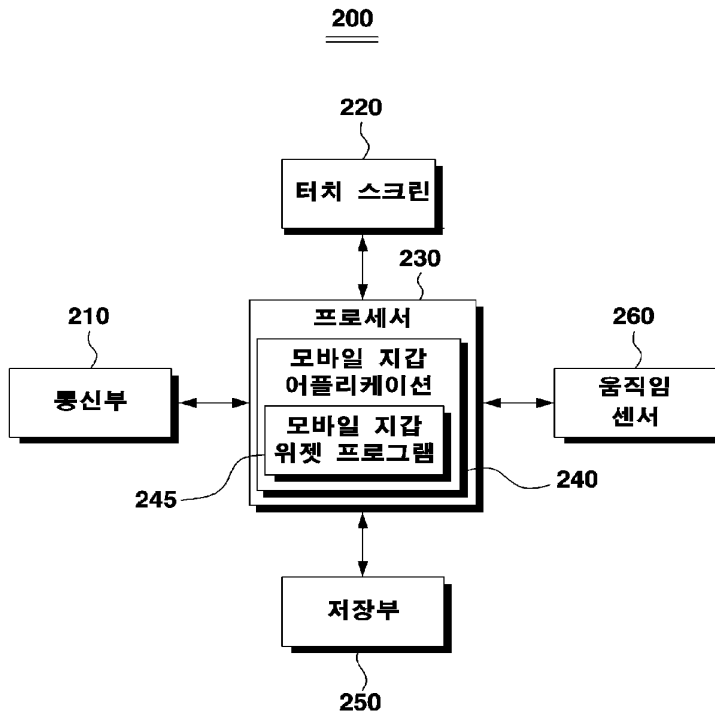 200
220
터치 스크린
230
프로세서
210
통신부
모바일 지갑
어플리케이션
모바일 지갑
위젯 프로그램
245
240
260
움직임
센서
저장부
250